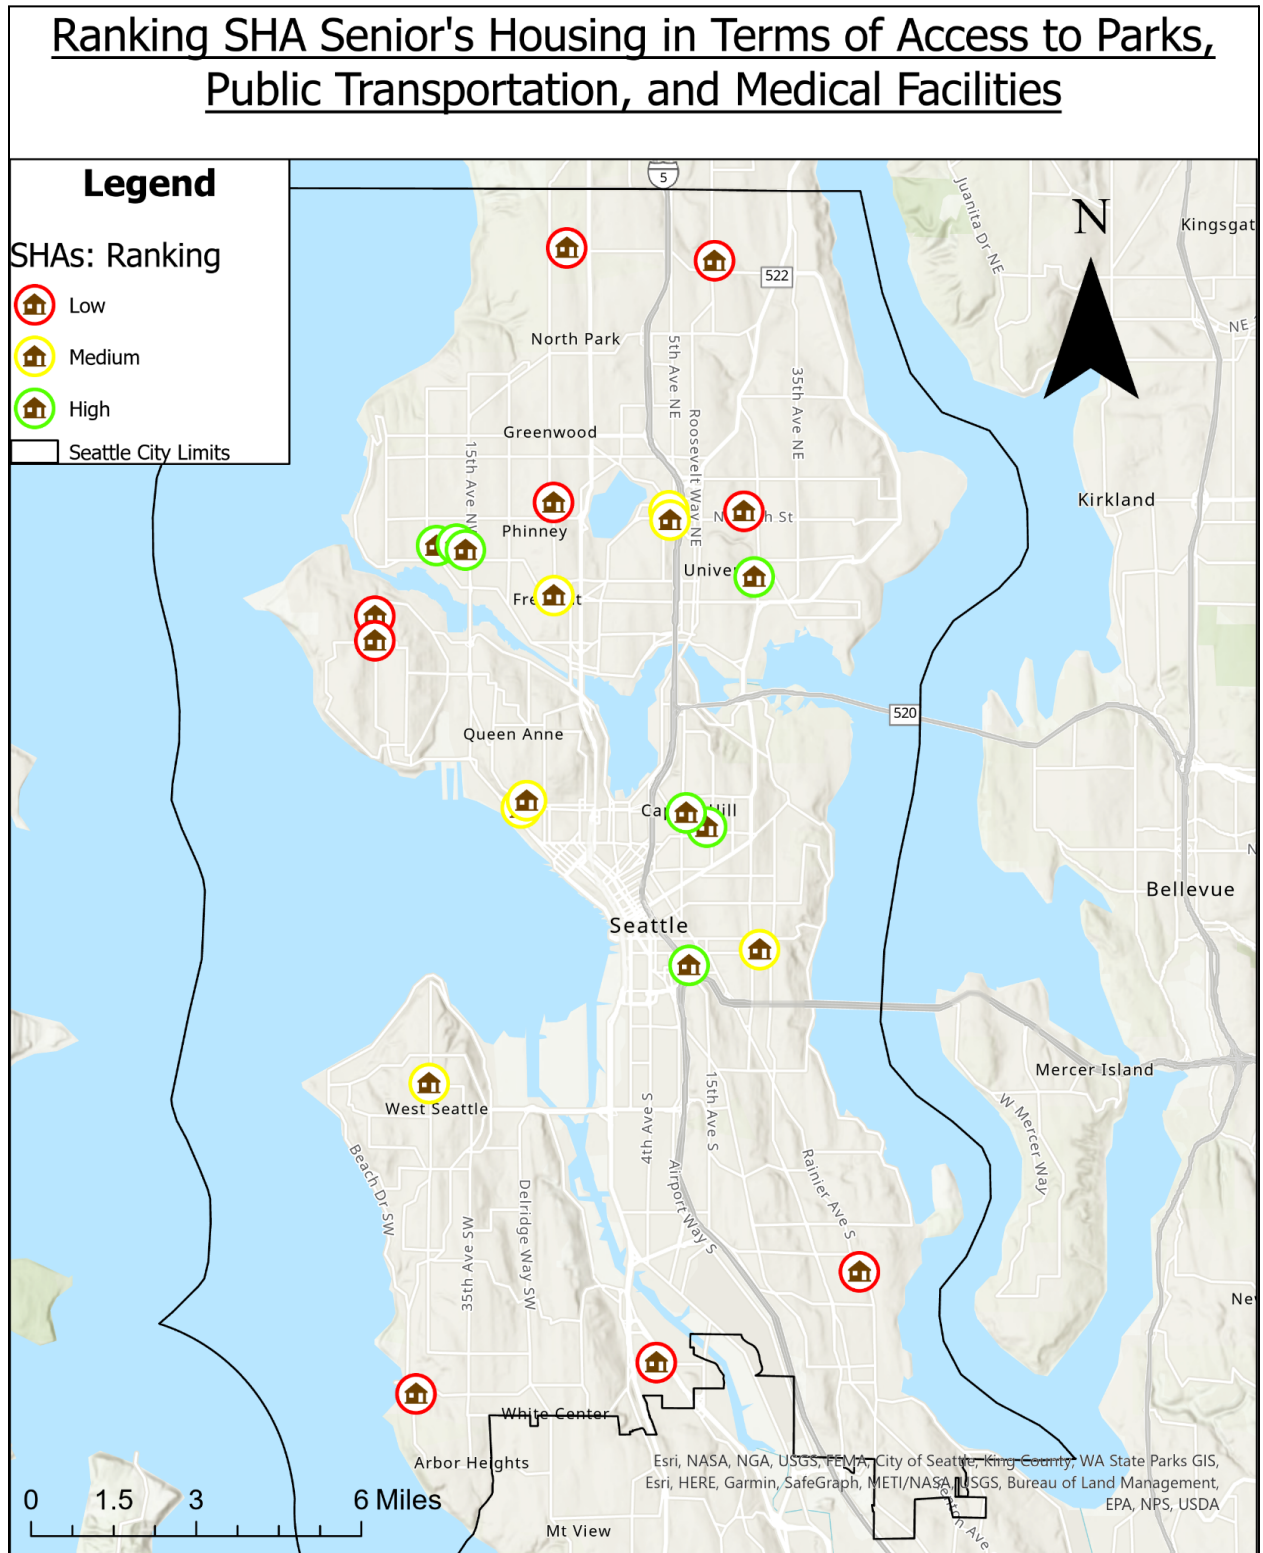 Ranking SHA Senior's Housing in Terms of Access to Parks,
Public Transportation, and Medical Facilities
Legend
SHAs: Ranking
Low
Medium
High
Seattle City Limits
5
N
Juanita Dr NE
Kingsgat
522
NE
North Park
5th Ave NE
35th Ave NE
Roosevelt Way NE
Greenwood
15th Ave N
Kirkland
Phinney
St
Univer
Fre
t
520
Queen Anne
Cap
Hill
N
Bellevue
Seattle
Mercer Island
W Mercer Way
West Seattle
15th Ave S
4th Ave S
Beach Dr SW
Rainier Ave S
Airport Way S
Delridge Way SW
35th Ave SW
New
White Center
Arbor Heights
Esri, NASA, NGA, USGS, FEMA, City of Seattle, King County, WA State Parks GIS,
Esri, HERE, Garmin, SafeGraph, METI/NASA, USGS, Bureau of Land Management,
EPA, NPS, USDA
Renton Ave
0 1.5 3 6 Miles
Mt View